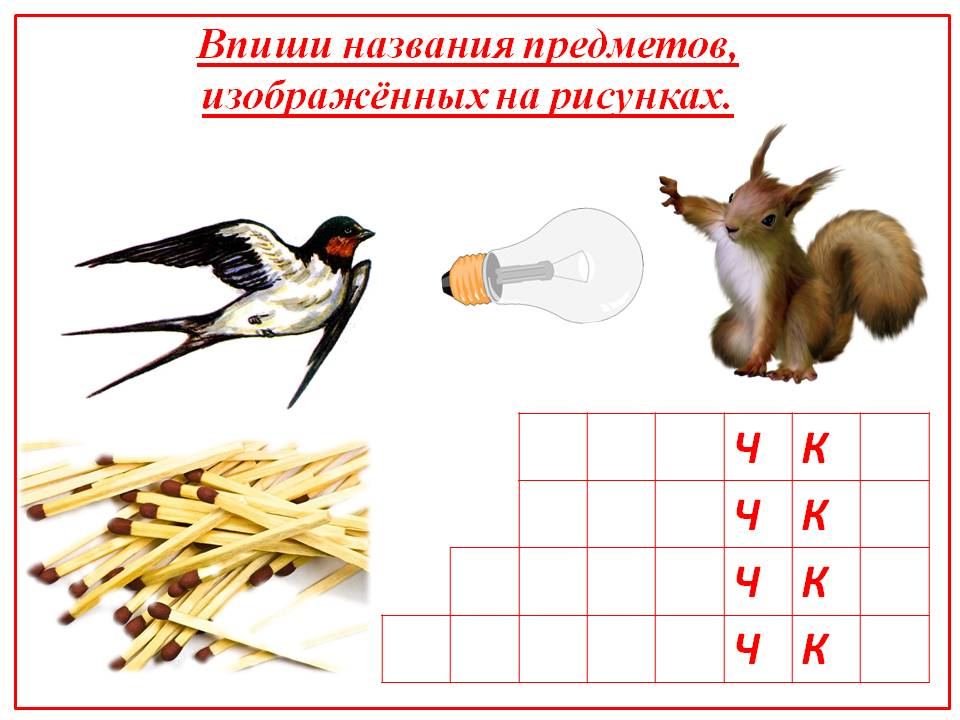 Впиши названия предметов,
изображённых на рисунках.
Ч К
Ч К
Ч К
Ч К